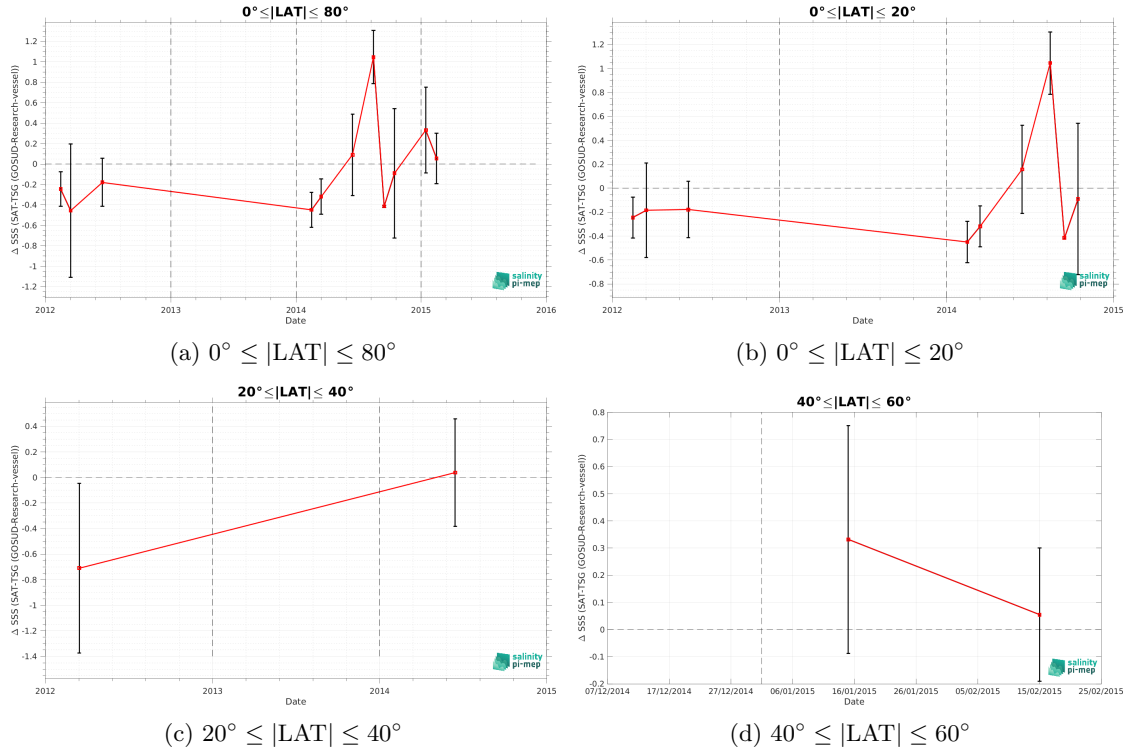 0°≤|LAT|≤ 80°
Δ SSS (SAT-TSG (GOSUD-Research-vessel))
1.2
1
0.8
0.6
0.4
0.2
0
-0.2
-0.4
-0.6
-0.8
-1
-1.2
2012
2013
2014
2015
2016
Date
salinity
pi-mep
(a) 0° ≤ |LAT| ≤ 80°
0°≤|LAT|≤ 20°
Δ SSS (SAT-TSG (GOSUD-Research-vessel))
1.2
1
0.8
0.6
0.4
0.2
0
-0.2
-0.4
-0.6
-0.8
2012
2013
2014
2015
Date
salinity
pi-mep
(b) 0° ≤ |LAT| ≤ 20°
20°≤|LAT|≤ 40°
Δ SSS (SAT-TSG (GOSUD-Research-vessel))
0.4
0.2
0
-0.2
-0.4
-0.6
-0.8
-1
-1.2
-1.4
2012
2013
2014
2015
Date
salinity
pi-mep
(c) 20° ≤ |LAT| ≤ 40°
40°≤|LAT|≤ 60°
Δ SSS (SAT-TSG (GOSUD-Research-vessel))
0.8
0.7
0.6
0.5
0.4
0.3
0.2
0.1
0
-0.1
-0.2
07/12/2014
17/12/2014
27/12/2014
06/01/2015
16/01/2015
26/01/2015
05/02/2015
15/02/2015
25/02/2015
Date
salinity
pi-mep
(d) 40° ≤ |LAT| ≤ 60°